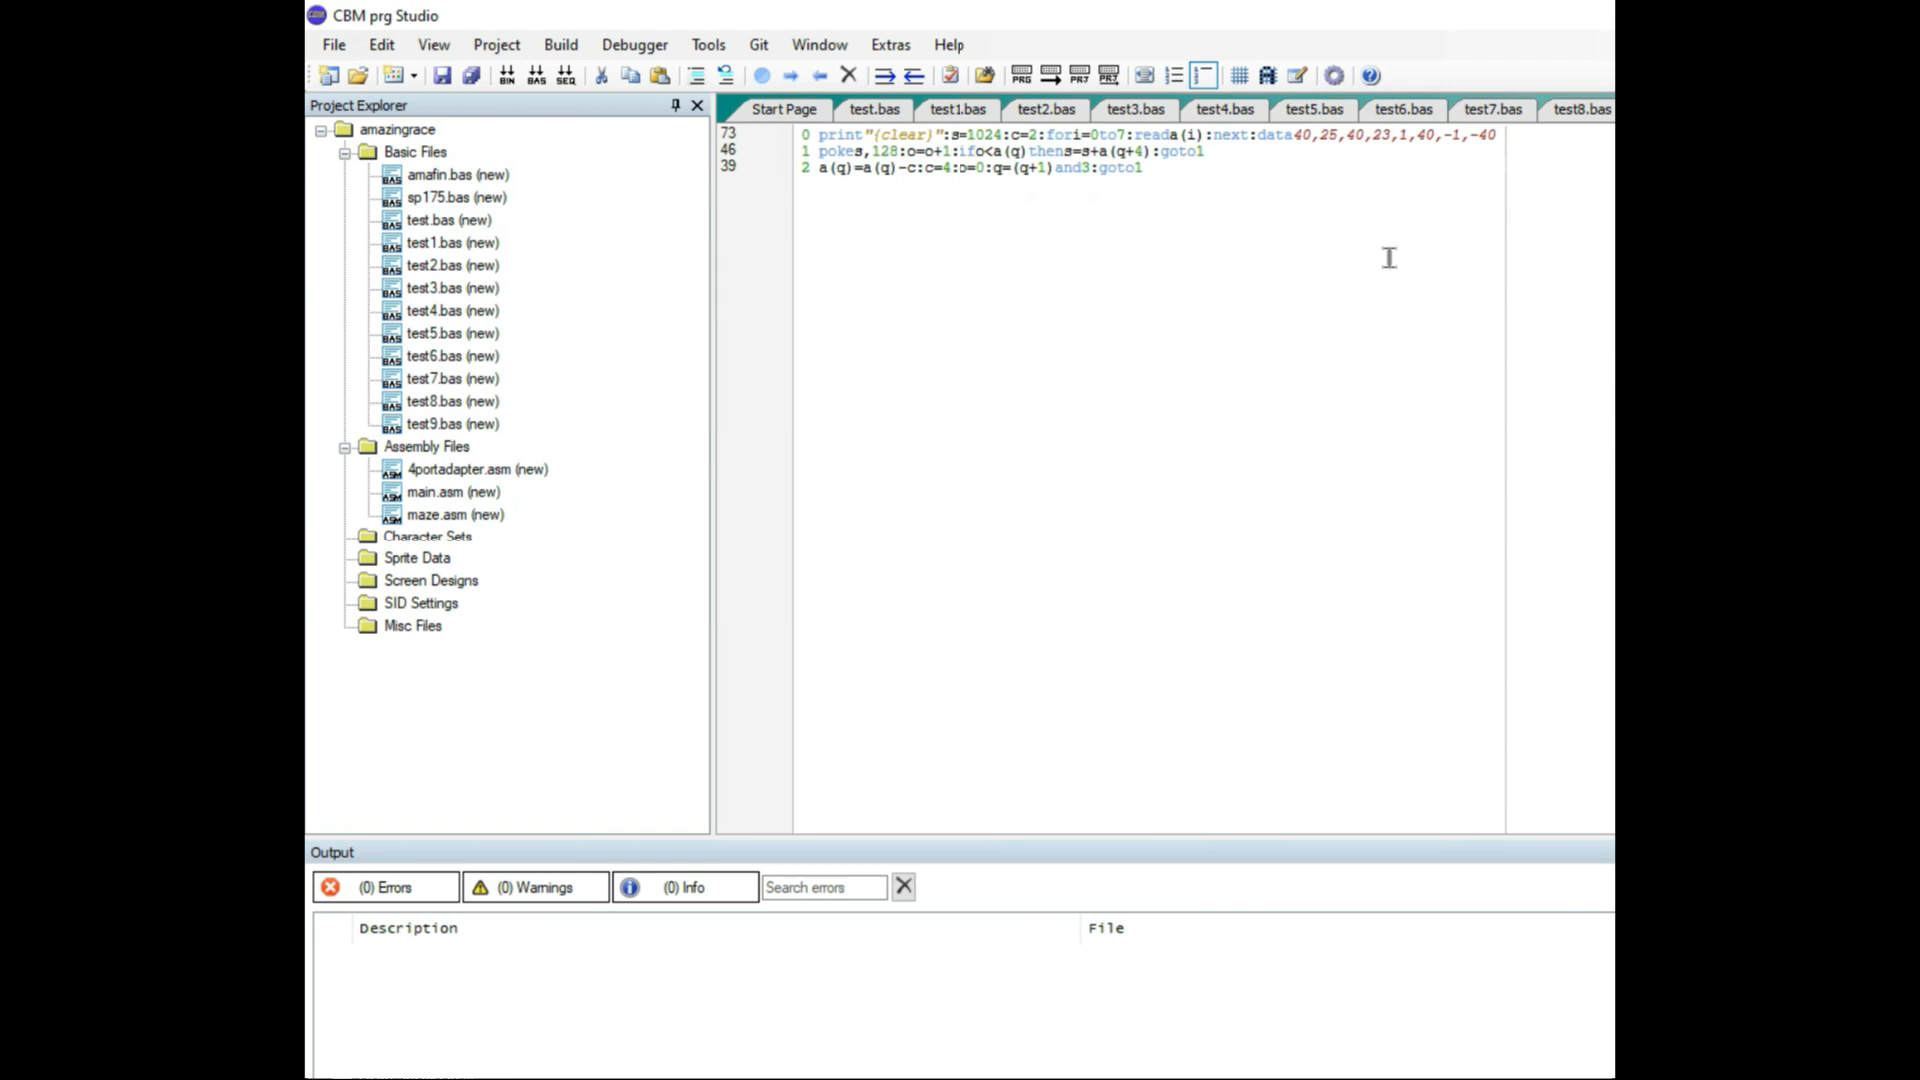 CBM prg Studio
File Edit View Project Build Debugger Tools Git Window Extras Help
BIN BAS SEQ PRG PRJ PRJ
Project Explorer
Start Page test.bas test1.bas test2.bas test3.bas test4.bas test5.bas test6.bas test7.bas test8.bas
amazingrace
Basic Files
amafin.bas (new)
sp175.bas (new)
test.bas (new)
test1.bas (new)
test2.bas (new)
test3.bas (new)
test4.bas (new)
test5.bas (new)
test6.bas (new)
test7.bas (new)
test8.bas (new)
test9.bas (new)
Assembly Files
4portadapter.asm (new)
main.asm (new)
maze.asm (new)
Character Sets
Sprite Data
Screen Designs
SID Settings
Misc Files
73 0 print"{clear}":s=1024:c=2:fori=0to7:reada(i):next:data40,25,40,23,1,40,-1,-40
46 1 pokes,128:o=o+1:ifo<a(q)thens=s+a(q+4):goto1
39 2 a(q)=a(q)-c:c=4:o=0:q=(q+1)and3:goto1
Output
(0) Errors (0) Warnings (0) Info Search errors
Description File